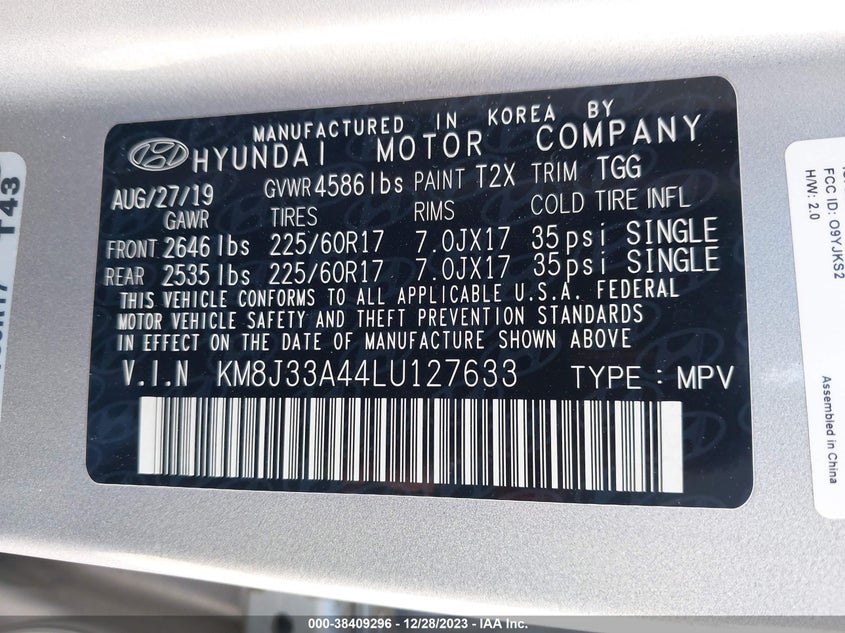 MANUFACTURED IN KOREA BY
HYUNDAI MOTOR COMPANY
AUG/27/19 GVWR 4586lbs PAINT T2X TRIM TGG
GAWR TIRES RIMS COLD TIRE INFL
FRONT 2646 lbs 225/60R17 7.0JX17 35psi SINGLE
REAR 2535 lbs 225/60R17 7.0JX17 35psi SINGLE
THIS VEHICLE CONFORMS TO ALL APPLICABLE U.S.A. FEDERAL
MOTOR VEHICLE SAFETY AND THEFT PREVENTION STANDARDS
IN EFFECT ON THE DATE OF MANUFACTURE SHOWN ABOVE
V.I.N KM8J33A44LU127633 TYPE : MPV
T43
FCC ID: O9YJKS2
H/W: 2.0
Assembled in China
000-38409296 - 12/28/2023 - IAA Inc.